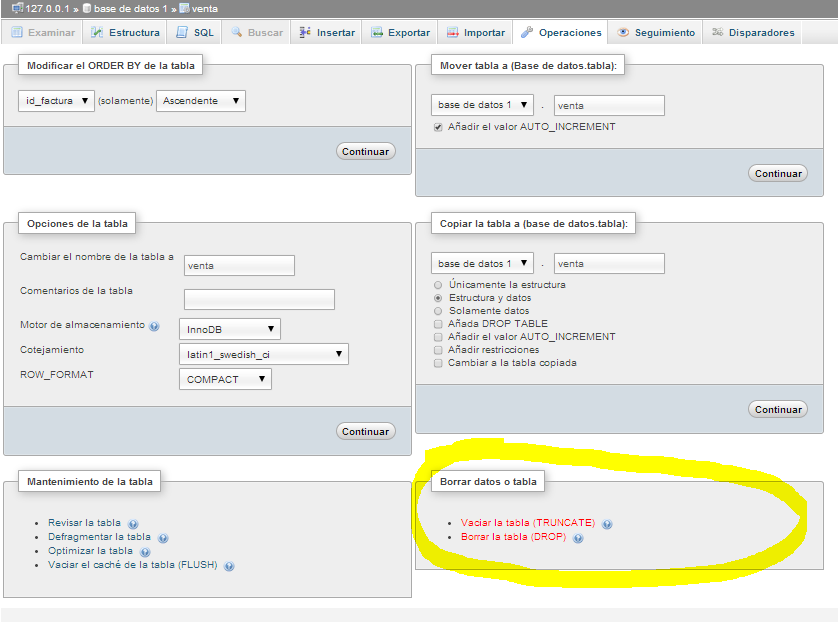 127.0.0.1 » base de datos 1 » venta
Examinar Estructura SQL Buscar Insertar Exportar Importar Operaciones Seguimiento Disparadores
Modificar el ORDER BY de la tabla
id_factura (solamente) Ascendente
Continuar
Mover tabla a (Base de datos.tabla):
base de datos 1 . venta
Añadir el valor AUTO_INCREMENT
Continuar
Opciones de la tabla
Cambiar el nombre de la tabla a venta
Comentarios de la tabla
Motor de almacenamiento InnoDB
Cotejamiento latin1_swedish_ci
ROW_FORMAT COMPACT
Continuar
Copiar la tabla a (base de datos.tabla):
base de datos 1 . venta
Únicamente la estructura
Estructura y datos
Solamente datos
Añada DROP TABLE
Añadir el valor AUTO_INCREMENT
Añadir restricciones
Cambiar a la tabla copiada
Continuar
Mantenimiento de la tabla
Revisar la tabla
Defragmentar la tabla
Optimizar la tabla
Vaciar el caché de la tabla (FLUSH)
Borrar datos o tabla
Vaciar la tabla (TRUNCATE)
Borrar la tabla (DROP)